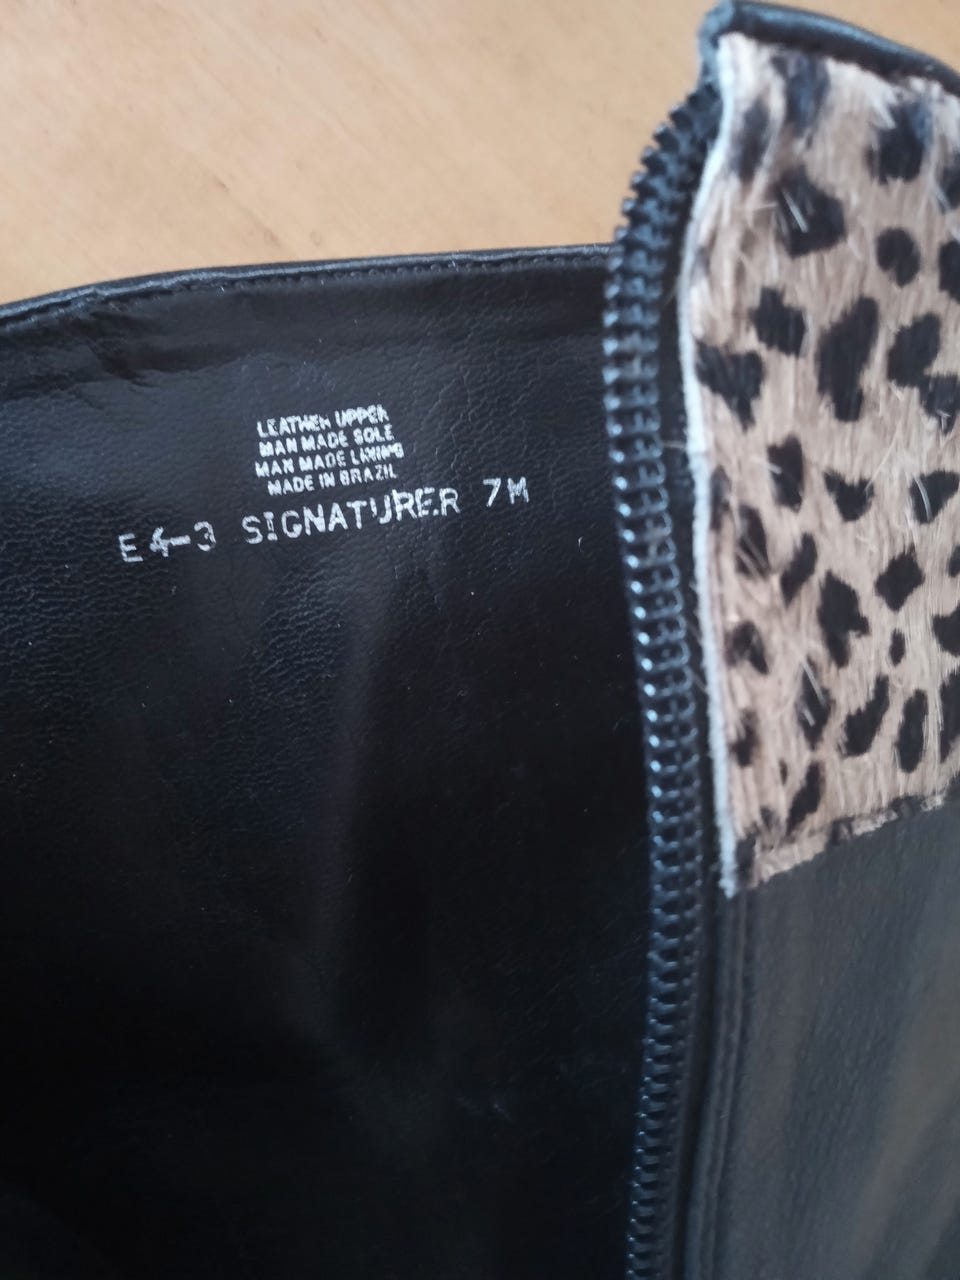 LEATHER UPPER
MAN MADE SOLE
MAN MADE LINING
MADE IN BRAZIL
E4-3 SIGNATURER 7M